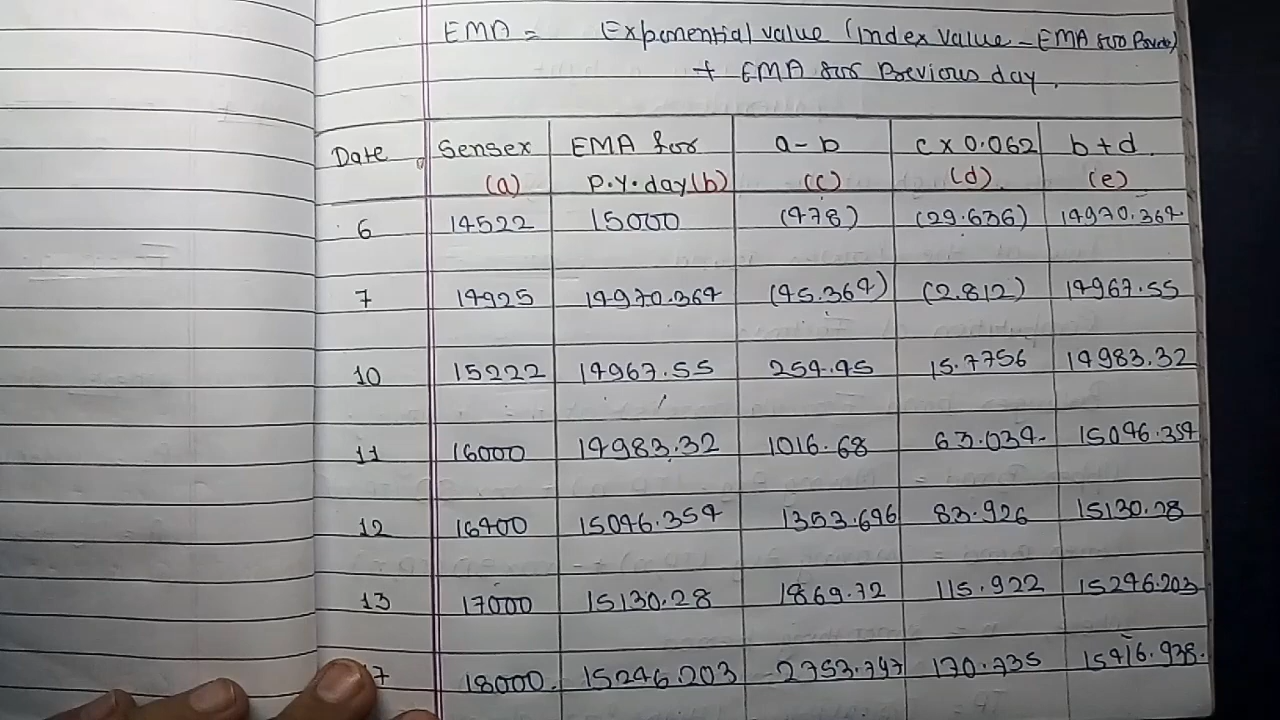 EMA = Exponential value (Index value - EMA for
+ EMA for Previous day.
Date Sensex (a) EMA for P.Y. day (b) a-b (c) c x 0.062 (d) b+d. (e)
6 14522 15000 (478) (29.636) 14970.364
7 14925 14970.364 (45.364) (2.812) 14967.55
10 15222 14967.55 254.45 15.7756 14983.32
11 16000 14983.32 1016.68 63.034 15046.354
12 16400 15046.354 1353.646 83.926 15130.28
13 17000 15130.28 1869.72 115.922 15246.203
7 18000 15246.203 2753.797 170.735 15416.938